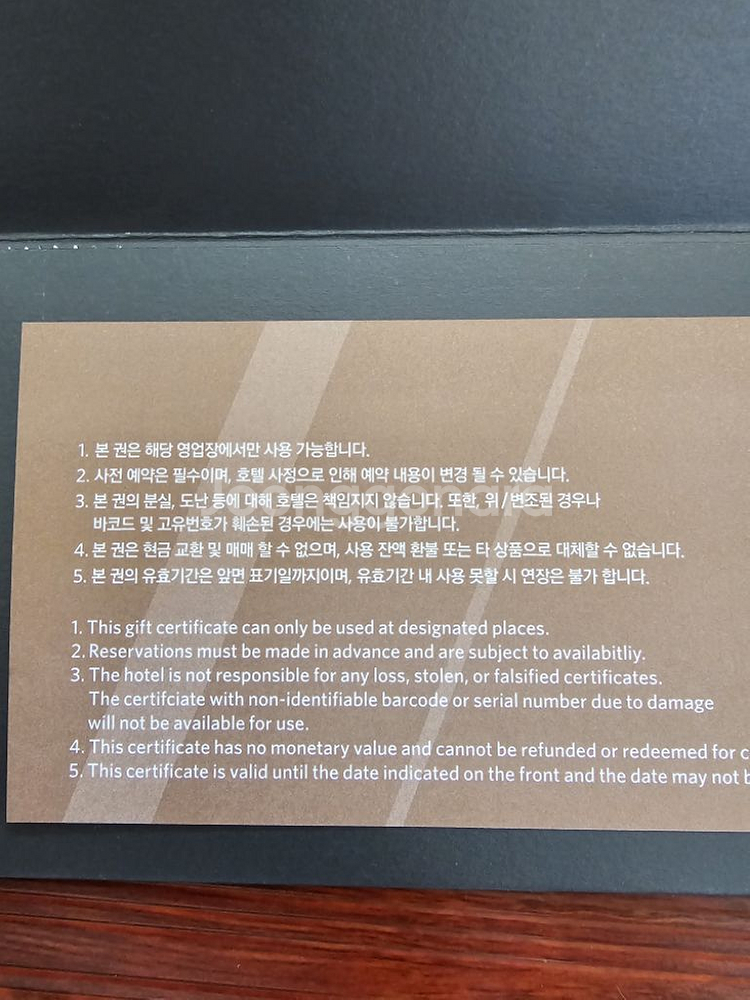 1. 본 권은 해당 영업장에서만 사용 가능합니다.
2. 사전 예약은 필수이며, 호텔 사정으로 인해 예약 내용이 변경 될 수 있습니다.
3. 본 권의 분실, 도난 등에 대해 호텔은 책임지지 않습니다. 또한, 위/변조된 경우나
바코드 및 고유번호가 훼손된 경우에는 사용이 불가합니다.
4. 본 권은 현금 교환 및 매매 할 수 없으며, 사용 잔액 환불 또는 타 상품으로 대체할 수 없습니다.
5. 본 권의 유효기간은 앞면 표기일까지이며, 유효기간 내 사용 못할 시 연장은 불가 합니다.
1. This gift certificate can only be used at designated places.
2. Reservations must be made in advance and are subject to availabitliy.
3. The hotel is not responsible for any loss, stolen, or falsified certificates.
The certifciate with non-identifiable barcode or serial number due to damage
will not be available for use.
4. This certificate has no monetary value and cannot be refunded or redeemed for c
5. This certificate is valid until the date indicated on the front and the date may not b